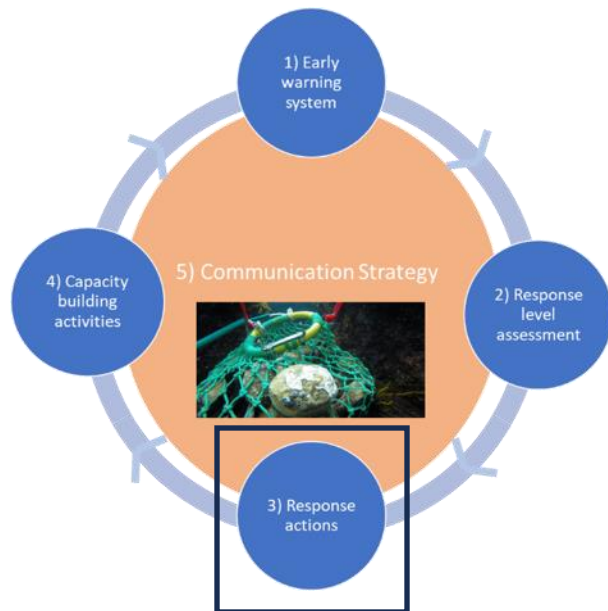 1) Early
warning
system
5) Communication Strategy
4) Capacity
building
activities
2) Response
level
assessment
3) Response
actions